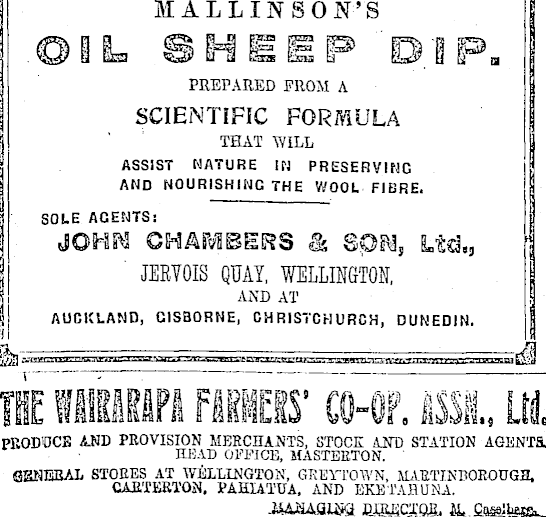 MALLINSON'S
OIL SHEEP DIP.
PREPARED FROM A
SCIENTIFIC FORMULA
THAT WILL
ASSIST NATURE IN PRESERVING
AND NOURISHING THE WOOL FIBRE.
SOLE AGENTS:
JOHN CHAMBERS & SON, Ltd.,
JERVOIS QUAY, WELLINGTON,
AND AT
AUCKLAND, GISBORNE, CHRISTCHURCH, DUNEDIN.
THE WAIRARAPA FARMERS' CO-OP. ASSN., Ltd.
PRODUCE AND PROVISION MERCHANTS, STOCK AND STATION AGENTS.
HEAD OFFICE, MASTERTON.
GENERAL STORES AT WELLINGTON, GREYTOWN, MARTINBOROUGH,
CARTERTON, PAHIATUA, AND EKETAHUNA.
MANAGING DIRECTOR, M. Caselberg.